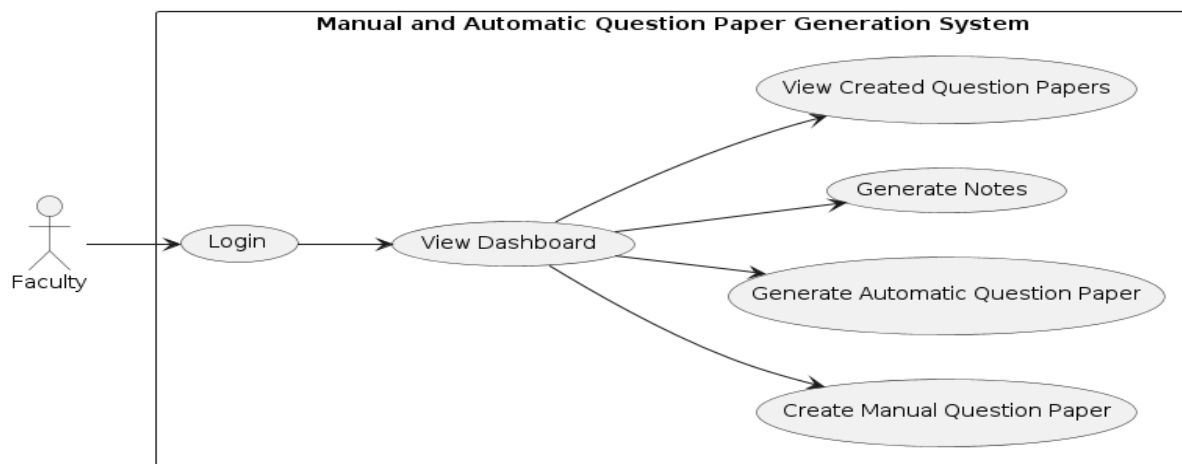 Manual and Automatic Question Paper Generation System
View Created Question Papers
Generate Notes
Login
View Dashboard
Faculty
Generate Automatic Question Paper
Create Manual Question Paper